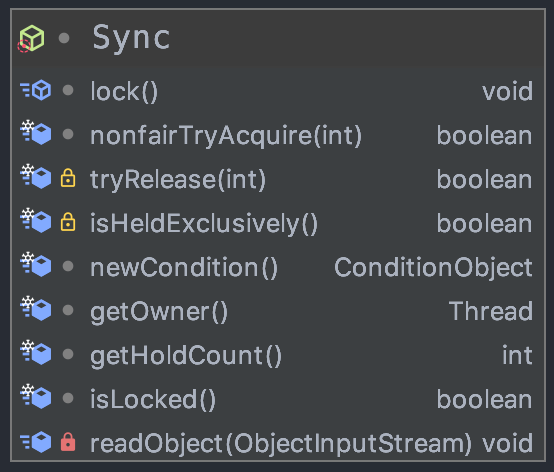 Sync
lock() void
nonfairTryAcquire(int) boolean
tryRelease(int) boolean
isHeldExclusively() boolean
newCondition() ConditionObject
getOwner() Thread
getHoldCount() int
isLocked() boolean
readObject(ObjectInputStream) void